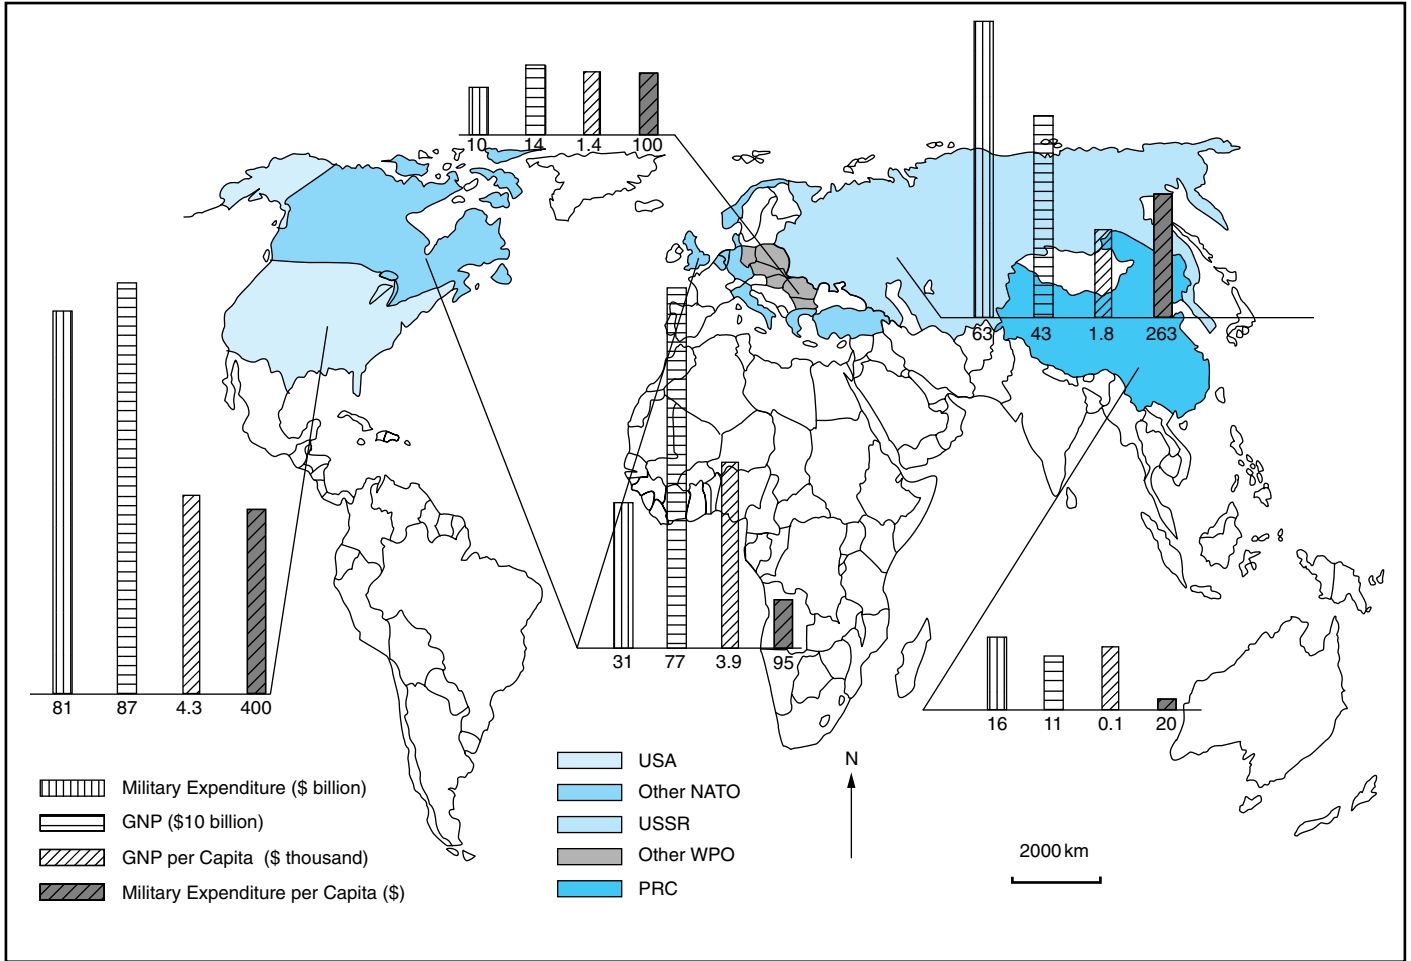 10 14 1.4 100
63 43 1.8 263
81 87 4.3 400
31 77 3.9 95
16 11 0.1 20
Military Expenditure ($ billion)
GNP ($10 billion)
GNP per Capita ($ thousand)
Military Expenditure per Capita ($)
USA
Other NATO
USSR
Other WPO
PRC
N
2000 km